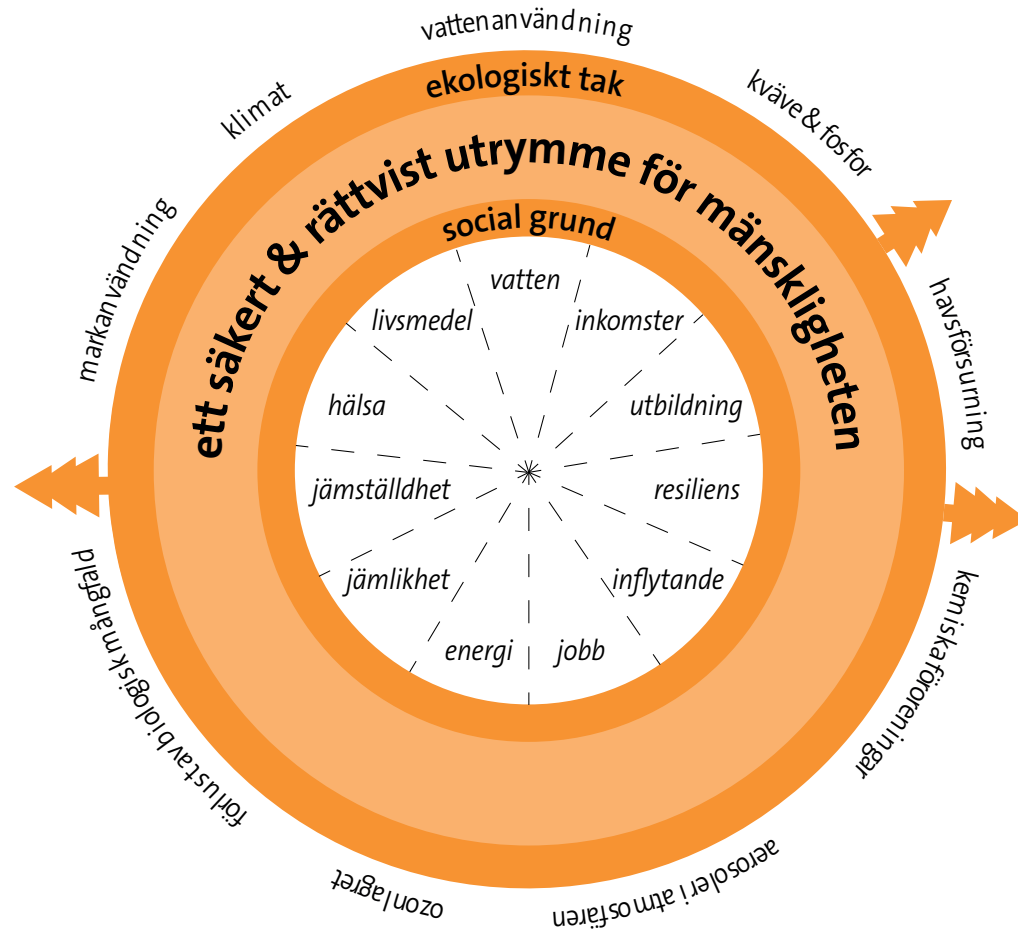 vattenanvändning
klimat
kväve & fosfor
markanvändning
havsförsurning
ekologiskt tak
ett säkert & rättvist utrymme för mänskligheten
social grund
vatten
livsmedel
inkomster
hälsa
utbildning
jämställdhet
resiliens
jämlikhet
inflytande
energi
jobb
förlust av biologisk mångfald
kemiska föroreningar
ozonlagret
aerosoler i atmosfären